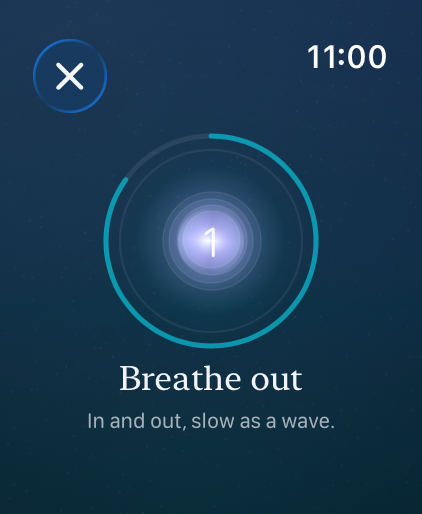 11:00
1
Breathe out
In and out, slow as a wave.